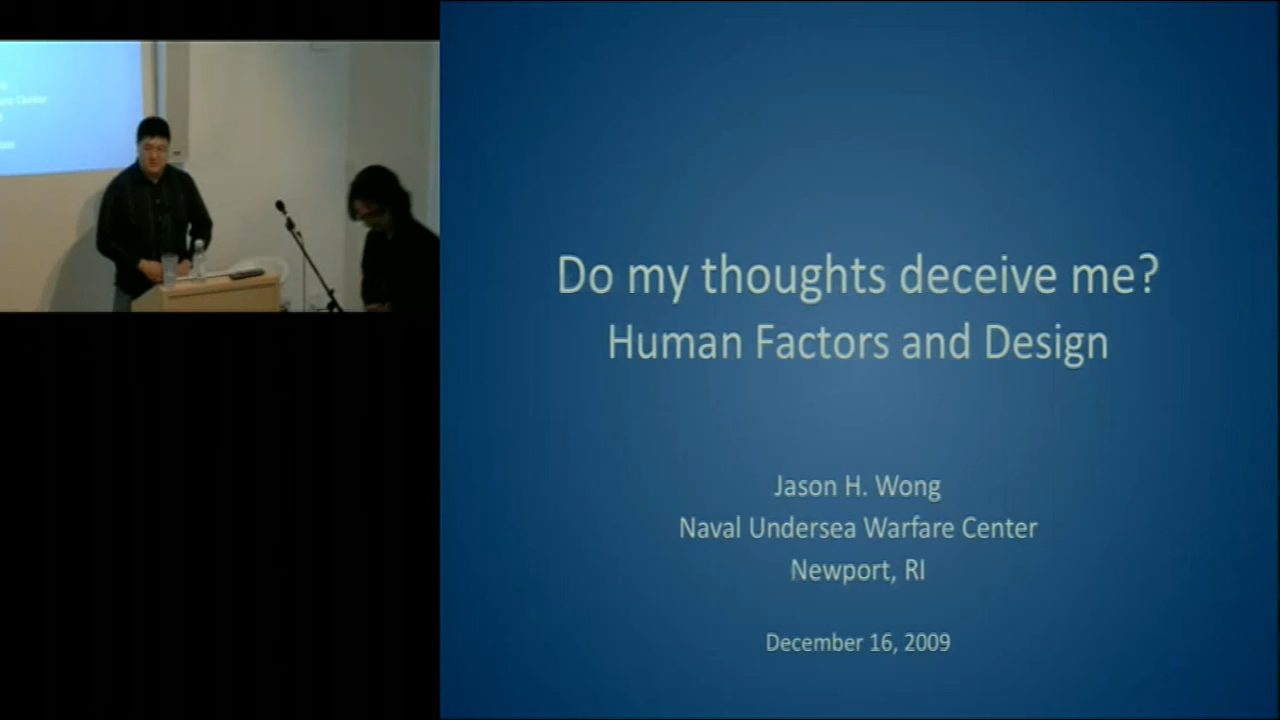 Do my thoughts deceive me?
Human Factors and Design
Jason H. Wong
Naval Undersea Warfare Center
Newport, RI
December 16, 2009